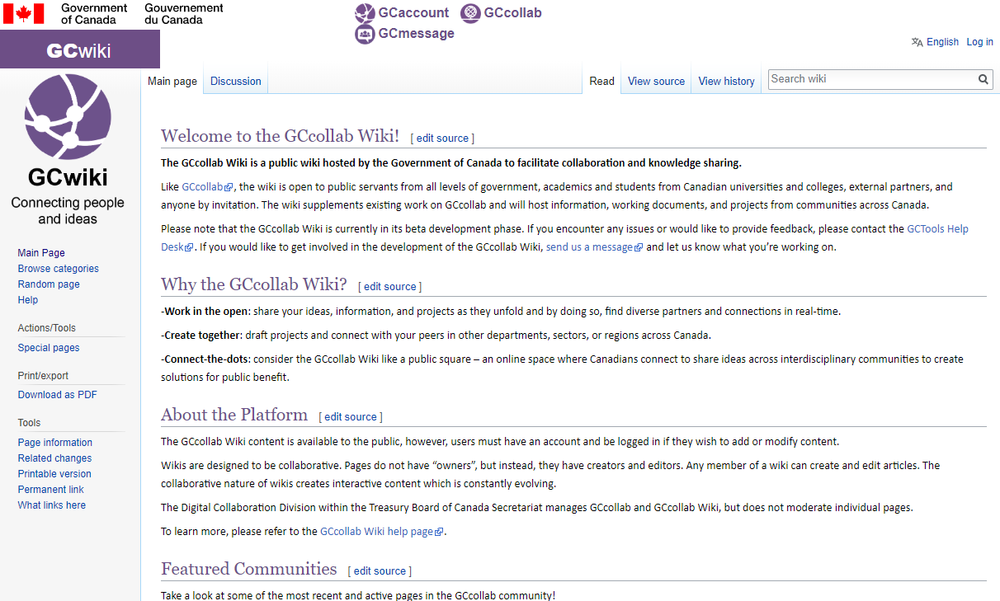 Government of Canada
Gouvernement du Canada
GCaccount GCcollab
GCmessage
English Log in
GCwiki
GCwiki
Connecting people
and ideas
Main Page
Browse categories
Random page
Help
Actions/Tools
Special pages
Print/export
Download as PDF
Tools
Page information
Related changes
Printable version
Permanent link
What links here
Main page Discussion Read View source View history Search wiki
Welcome to the GCcollab Wiki! [ edit source ]
The GCcollab Wiki is a public wiki hosted by the Government of Canada to facilitate collaboration and knowledge sharing.
Like GCcollab, the wiki is open to public servants from all levels of government, academics and students from Canadian universities and colleges, external partners, and
anyone by invitation. The wiki supplements existing work on GCcollab and will host information, working documents, and projects from communities across Canada.
Please note that the GCcollab Wiki is currently in its beta development phase. If you encounter any issues or would like to provide feedback, please contact the GCTools Help
Desk. If you would like to get involved in the development of the GCcollab Wiki, send us a message and let us know what you’re working on.
Why the GCcollab Wiki? [ edit source ]
-Work in the open: share your ideas, information, and projects as they unfold and by doing so, find diverse partners and connections in real-time.
-Create together: draft projects and connect with your peers in other departments, sectors, or regions across Canada.
-Connect-the-dots: consider the GCcollab Wiki like a public square – an online space where Canadians connect to share ideas across interdisciplinary communities to create
solutions for public benefit.
About the Platform [ edit source ]
The GCcollab Wiki content is available to the public, however, users must have an account and be logged in if they wish to add or modify content.
Wikis are designed to be collaborative. Pages do not have “owners”, but instead, they have creators and editors. Any member of a wiki can create and edit articles. The
collaborative nature of wikis creates interactive content which is constantly evolving.
The Digital Collaboration Division within the Treasury Board of Canada Secretariat manages GCcollab and GCcollab Wiki, but does not moderate individual pages.
To learn more, please refer to the GCcollab Wiki help page.
Featured Communities [ edit source ]
Take a look at some of the most recent and active pages in the GCcollab community!